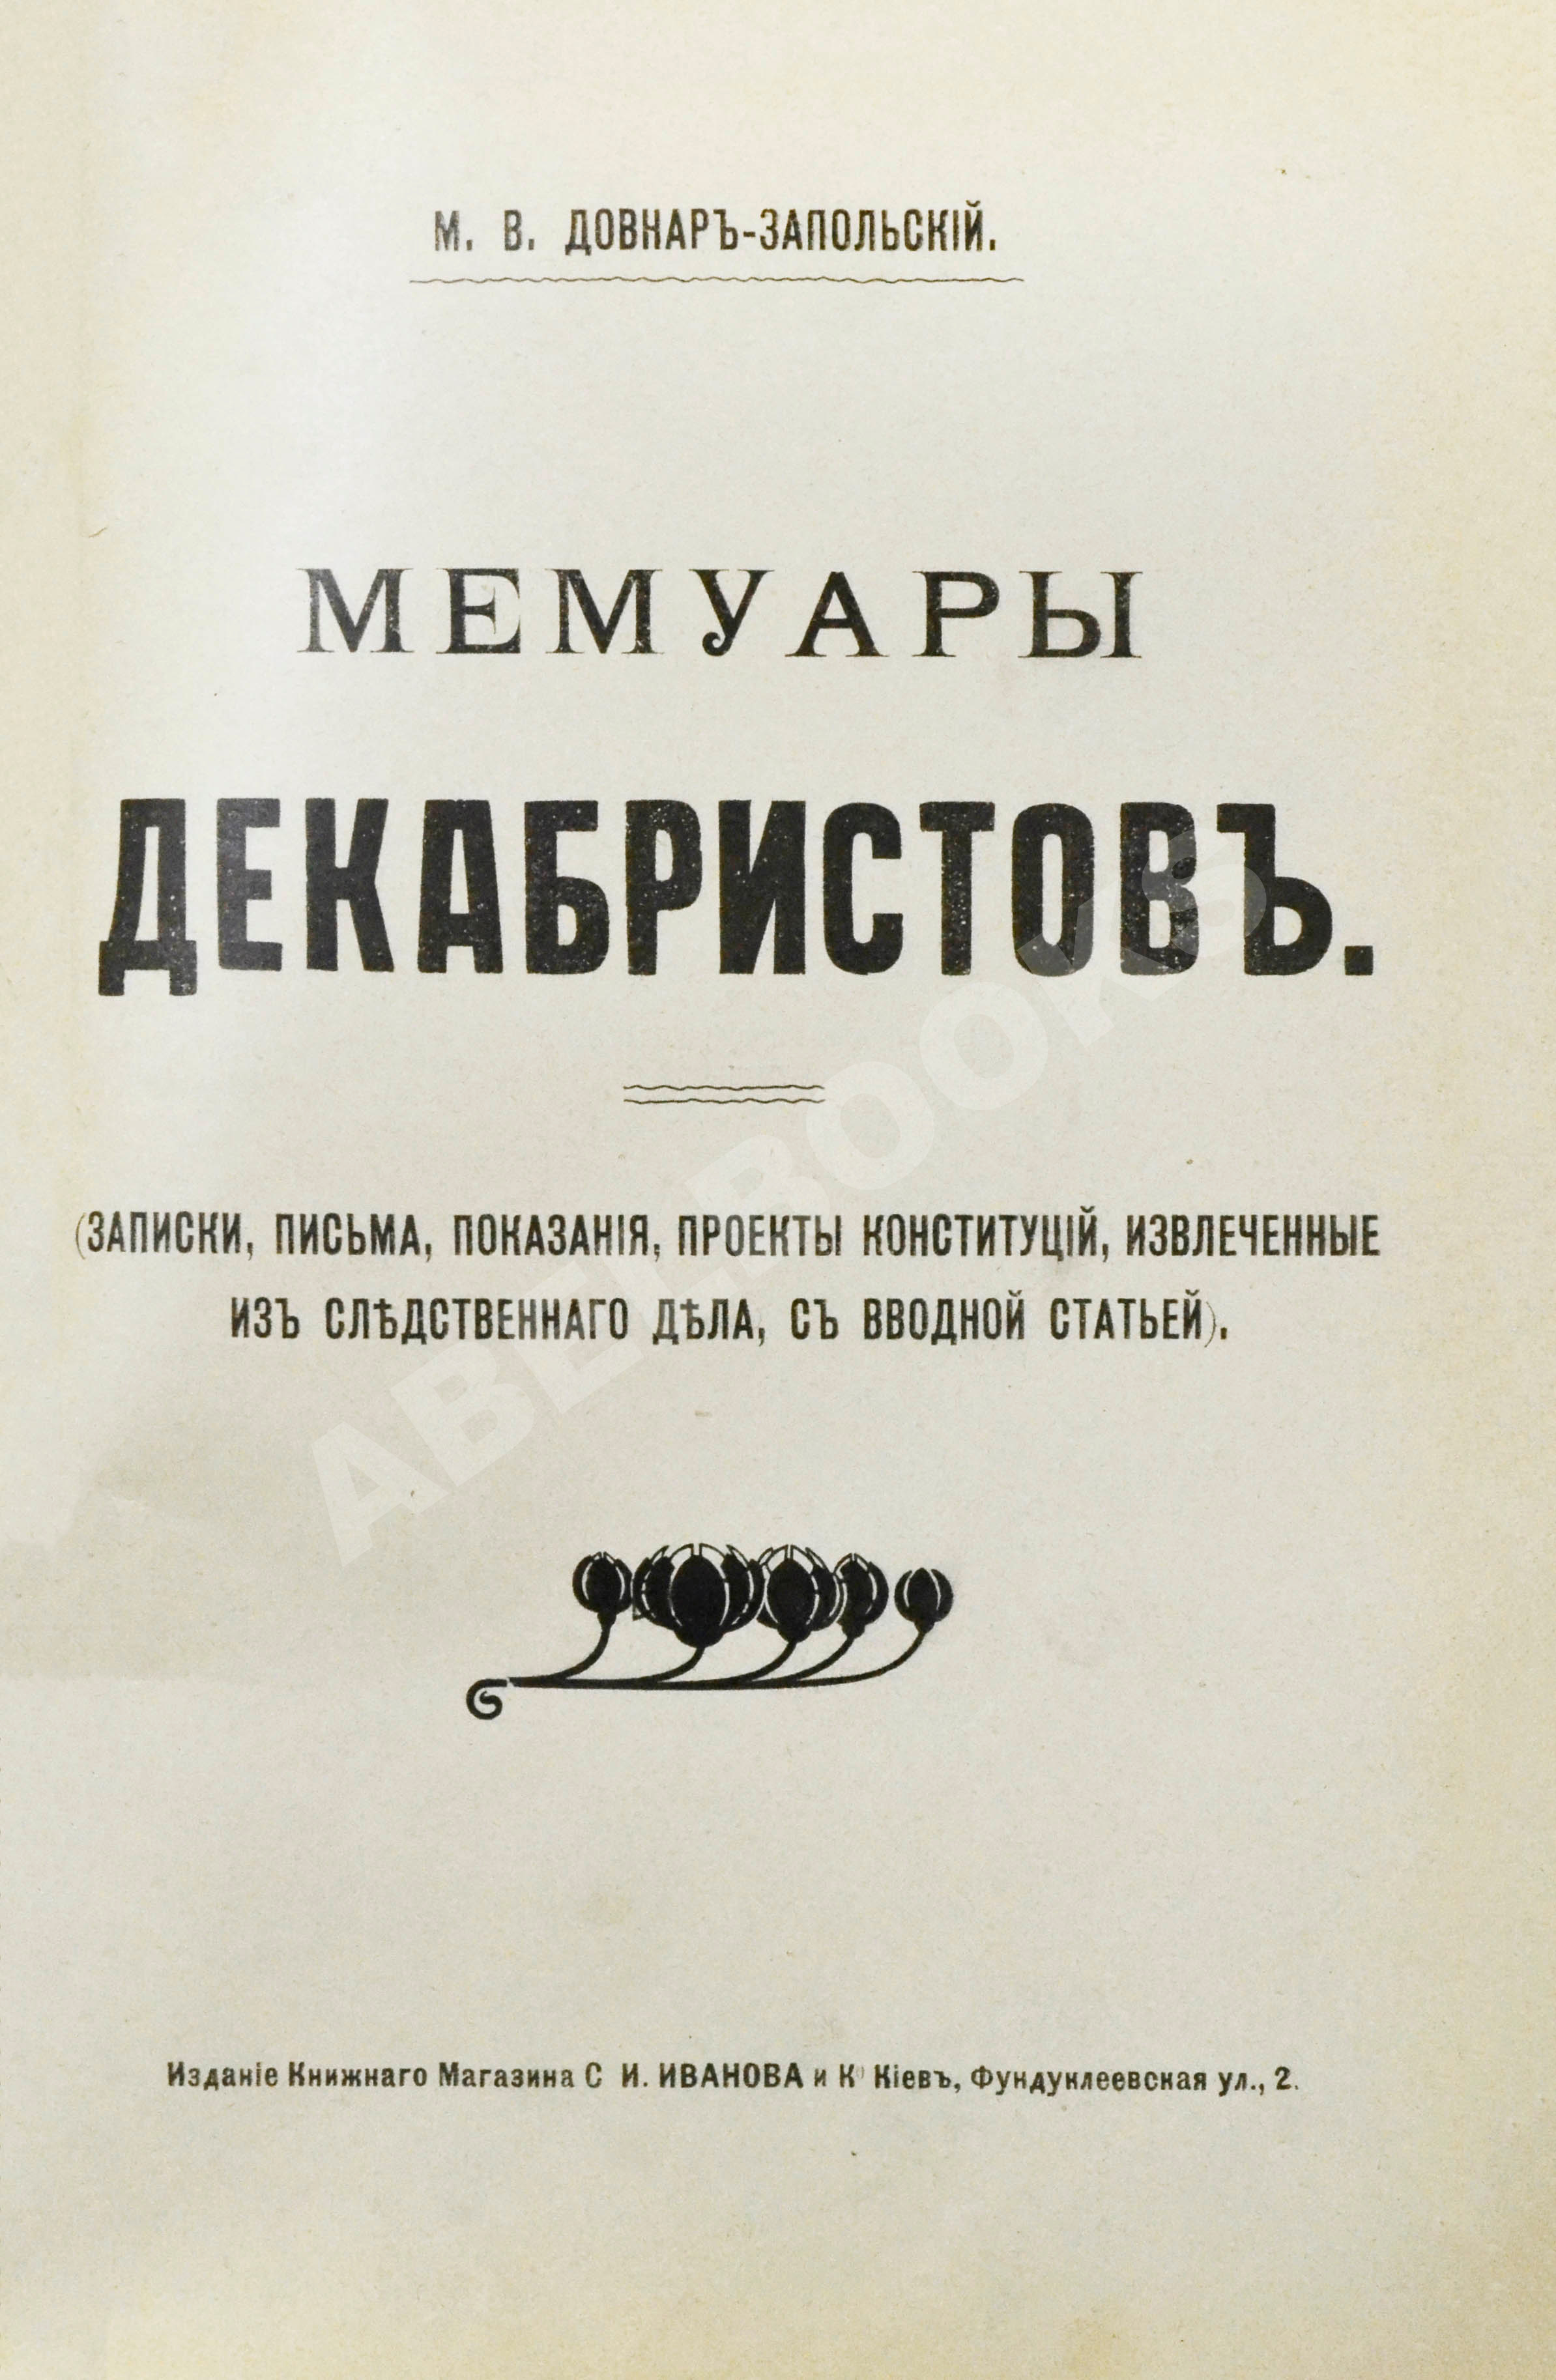 М. В. ДОВНАРЪ-ЗАПОЛЬСКІЙ.
МЕМУАРЫ
ДЕКАБРИСТОВЪ.
(ЗАПИСКИ, ПИСЬМА, ПОКАЗАНІЯ, ПРОЕКТЫ КОНСТИТУЦІЙ, ИЗВЛЕЧЕННЫЕ
ИЗЪ СЛѢДСТВЕННАГО ДѢЛА, СЪ ВВОДНОЙ СТАТЬЕЙ).
ABELBOOKS
Изданіе Книжнаго Магазина С И. ИВАНОВА и К Кіевъ, Фундуклеевская ул., 2.